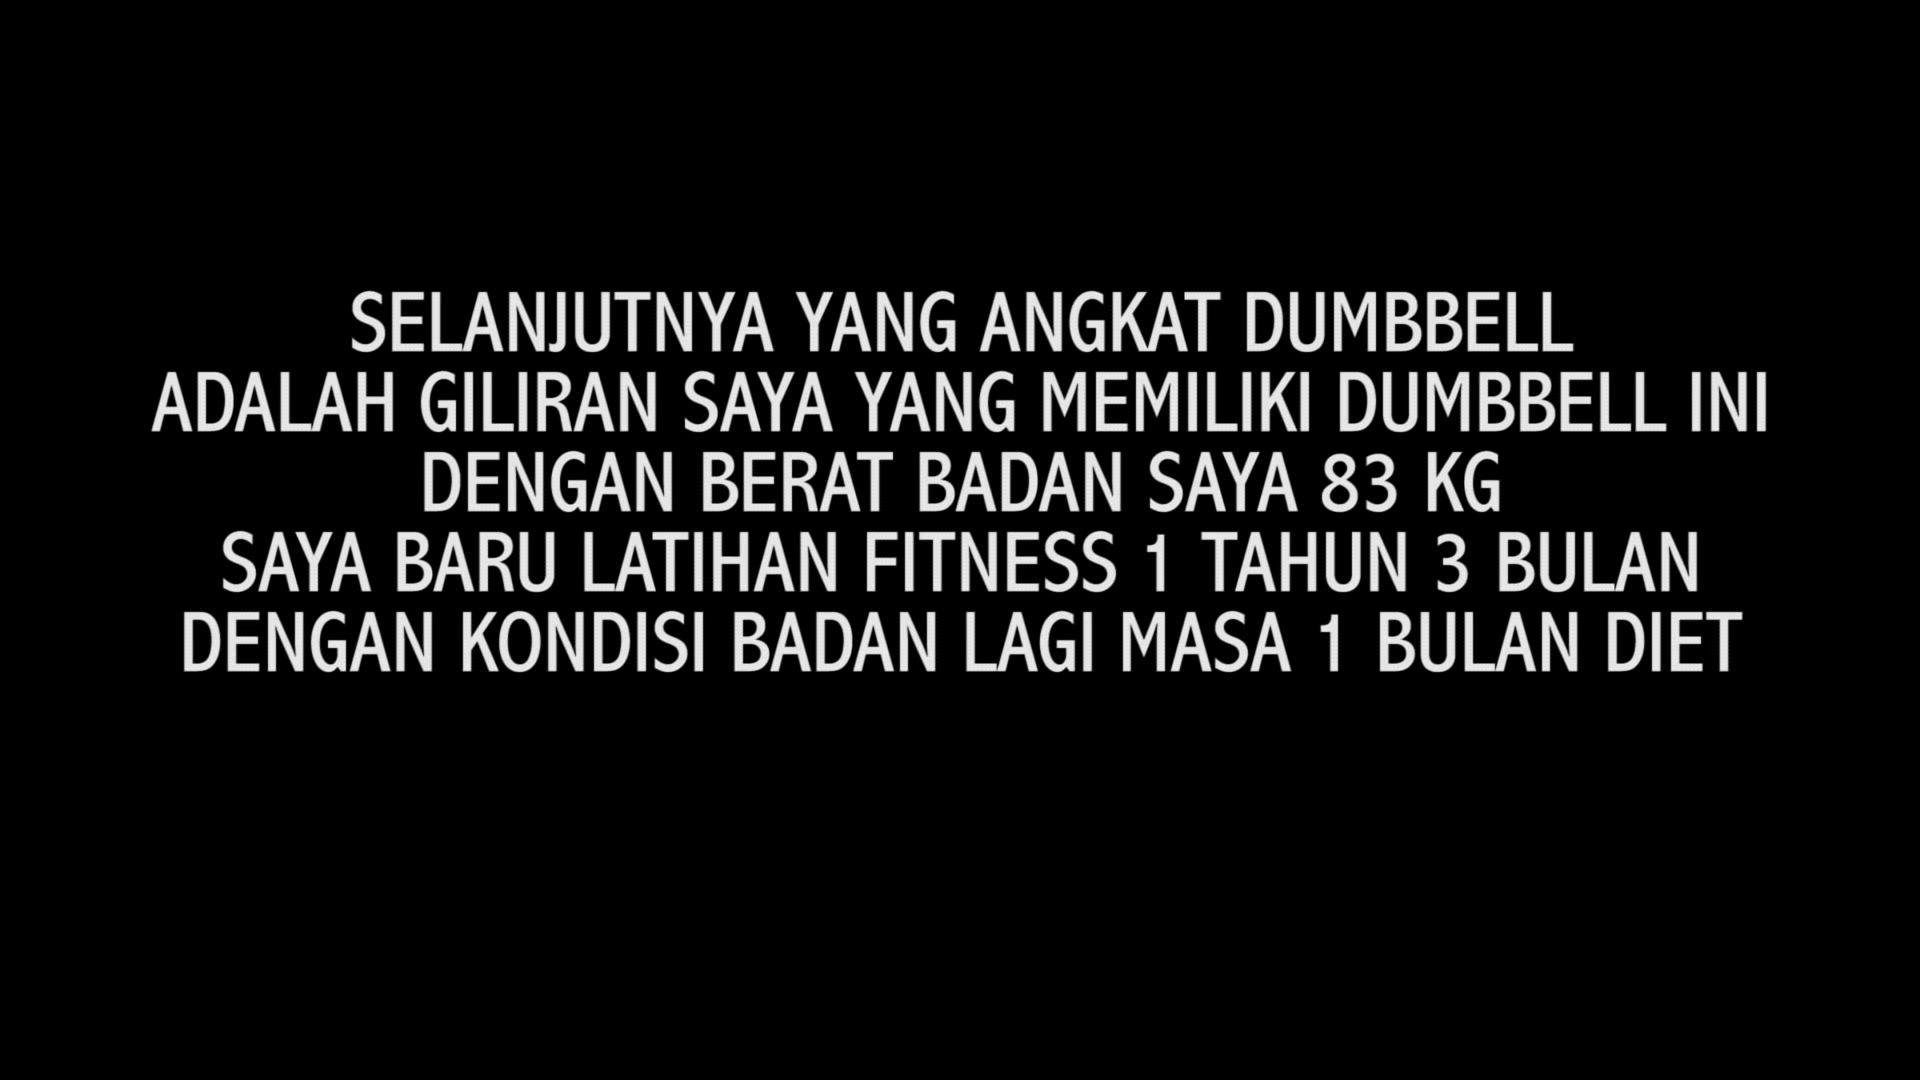 SELANJUTNYA YANG ANGKAT DUMBBELL
ADALAH GILIRAN SAYA YANG MEMILIKI DUMBBELL INI
DENGAN BERAT BADAN SAYA 83 KG
SAYA BARU LATIHAN FITNESS 1 TAHUN 3 BULAN
DENGAN KONDISI BADAN LAGI MASA 1 BULAN DIET